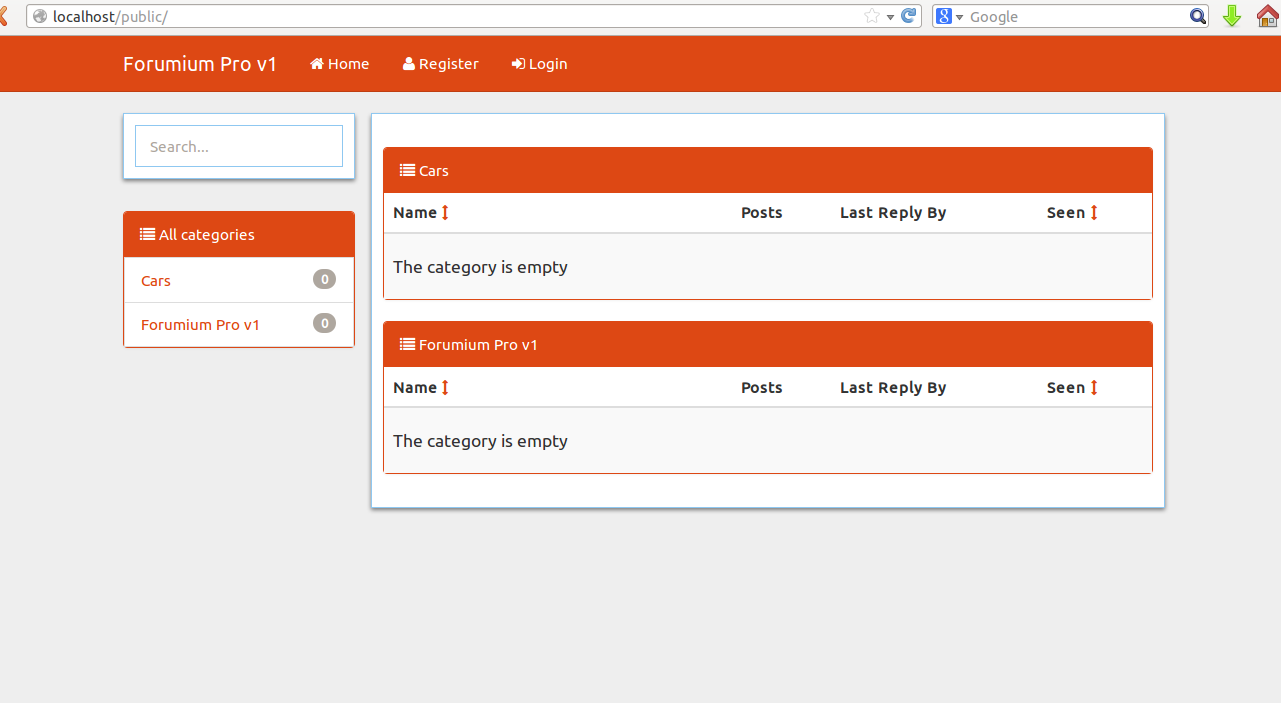 localhost/public/
Google
Forumium Pro v1 Home Register Login
Search...
All categories
Cars 0
Forumium Pro v1 0
Cars
Name Posts Last Reply By Seen
The category is empty
Forumium Pro v1
Name Posts Last Reply By Seen
The category is empty